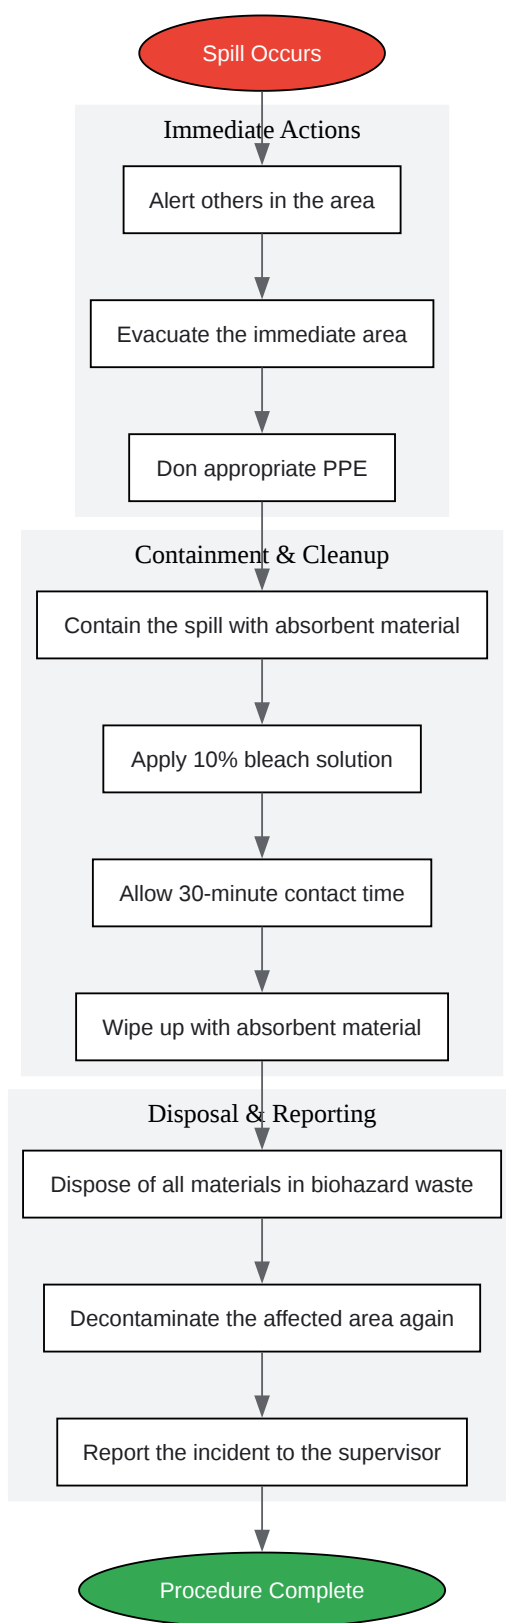 Spill Occurs
Immediate Actions
Alert others in the area
Evacuate the immediate area
Don appropriate PPE
Containment & Cleanup
Contain the spill with absorbent material
Apply 10% bleach solution
Allow 30-minute contact time
Wipe up with absorbent material
Disposal & Reporting
Dispose of all materials in biohazard waste
Decontaminate the affected area again
Report the incident to the supervisor
Procedure Complete